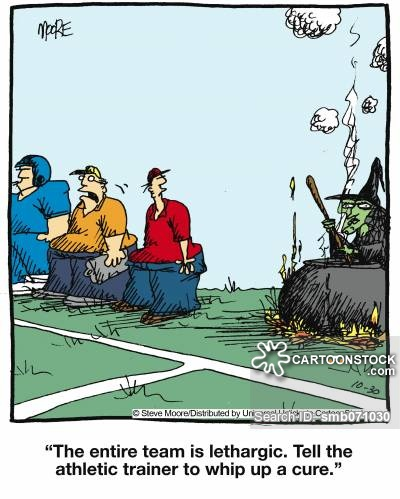 MOORE
CARTOONSTOCK
.com
10-30
© Steve Moore/Distributed by
Search ID: smb071030
“The entire team is lethargic. Tell the
athletic trainer to whip up a cure.”